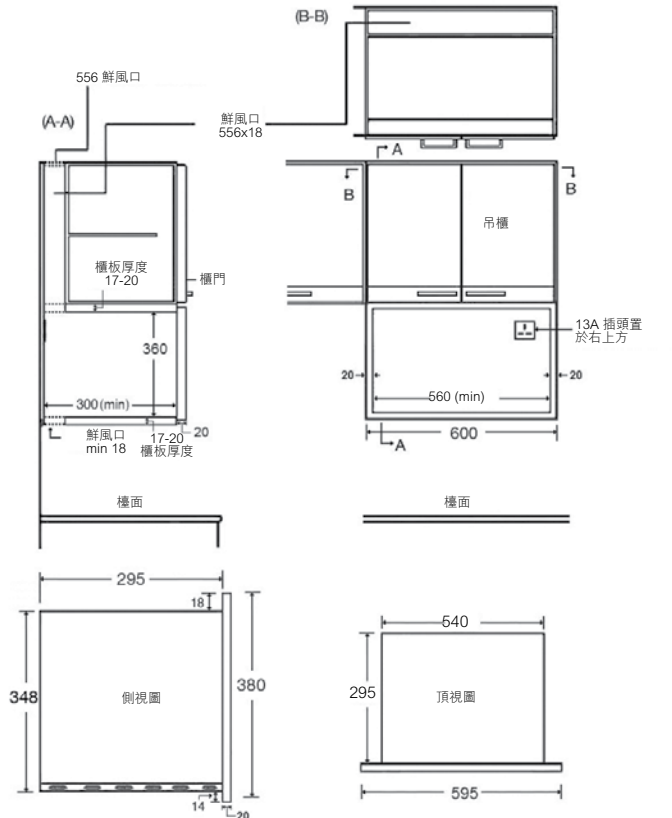 (B-B)
556 鮮風口
(A-A)
鮮風口
556x18
A
B
B
吊櫃
櫃板厚度
17-20
櫃門
360
13A 插頭置
於右上方
20
560 (min)
20
300(min)
鮮風口
min 18
17-20
櫃板厚度
20
A
600
檯面
檯面
295
18
348
側視圖
380
14
20
540
295
頂視圖
595